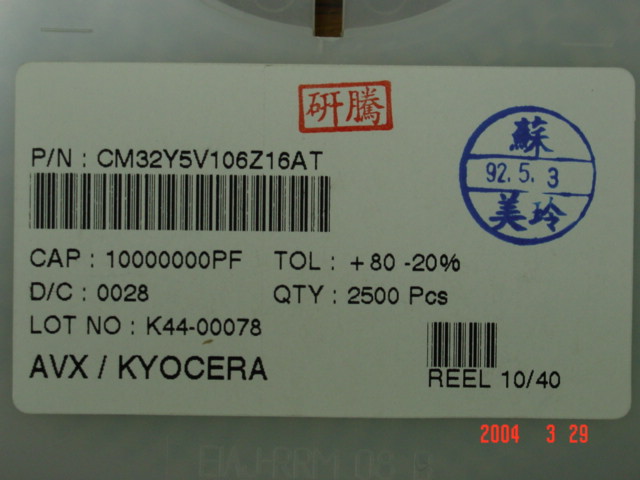 研騰
P/N : CM32Y5V106Z16AT
蘇
92.5.3
美玲
CAP : 10000000PF TOL : +80 -20%
D/C : 0028 QTY : 2500 Pcs
LOT NO : K44-00078
AVX / KYOCERA
REEL 10/40
2004 3 29